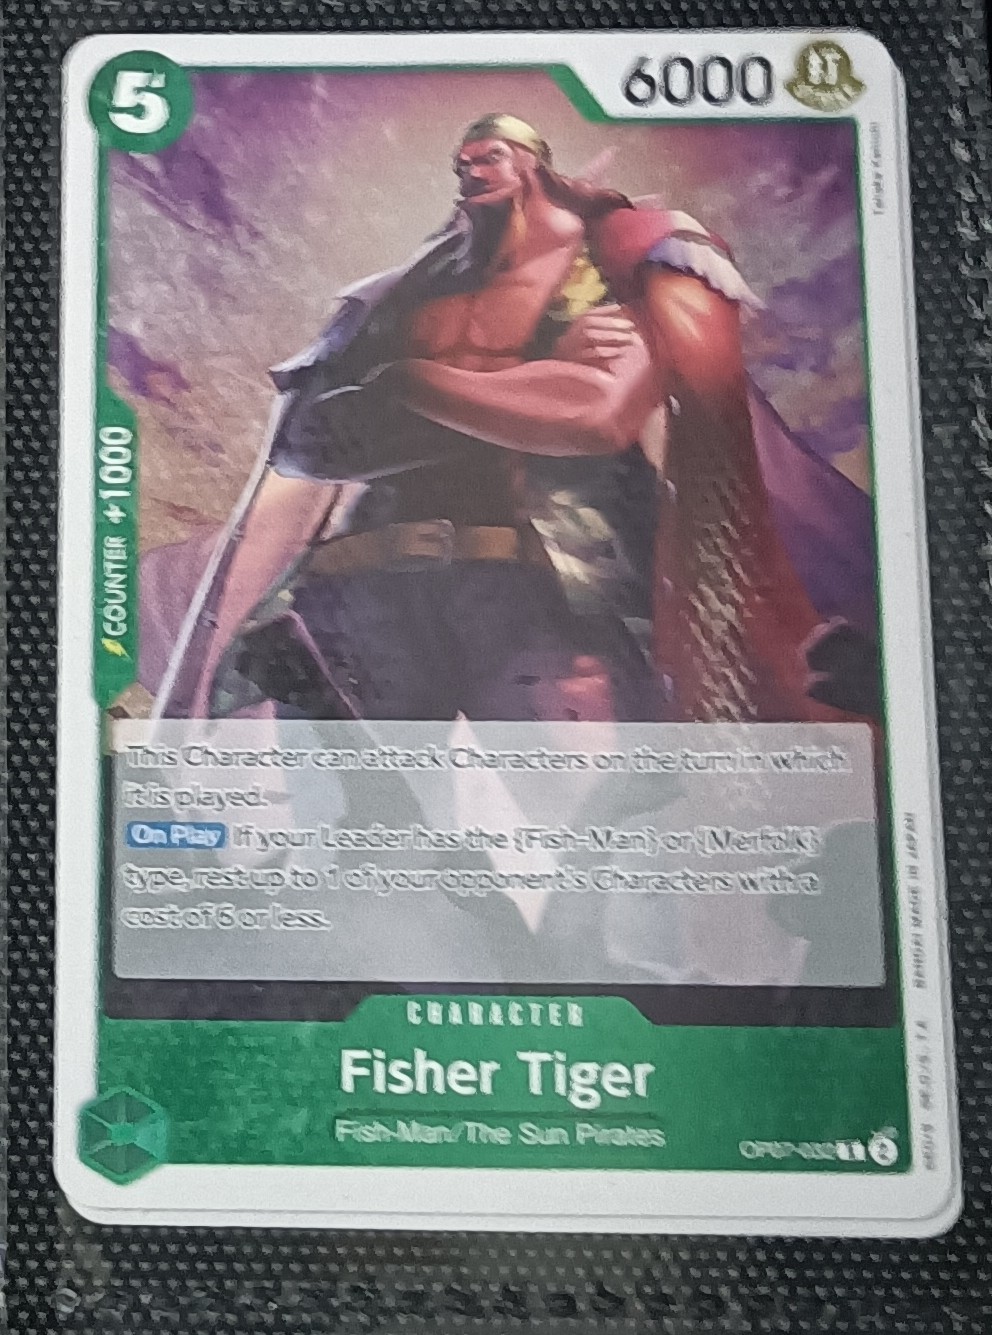 5
6000
COUNTER +1000
This Character can attack Characters on the turn in which
it is played.
On Play If your Leader has the {Fish-Man} or {Merfolk}
type, rest up to 1 of your opponent's Characters with a
cost of 6 or less.
CHARACTER
Fisher Tiger
Fish-Man/The Sun Pirates